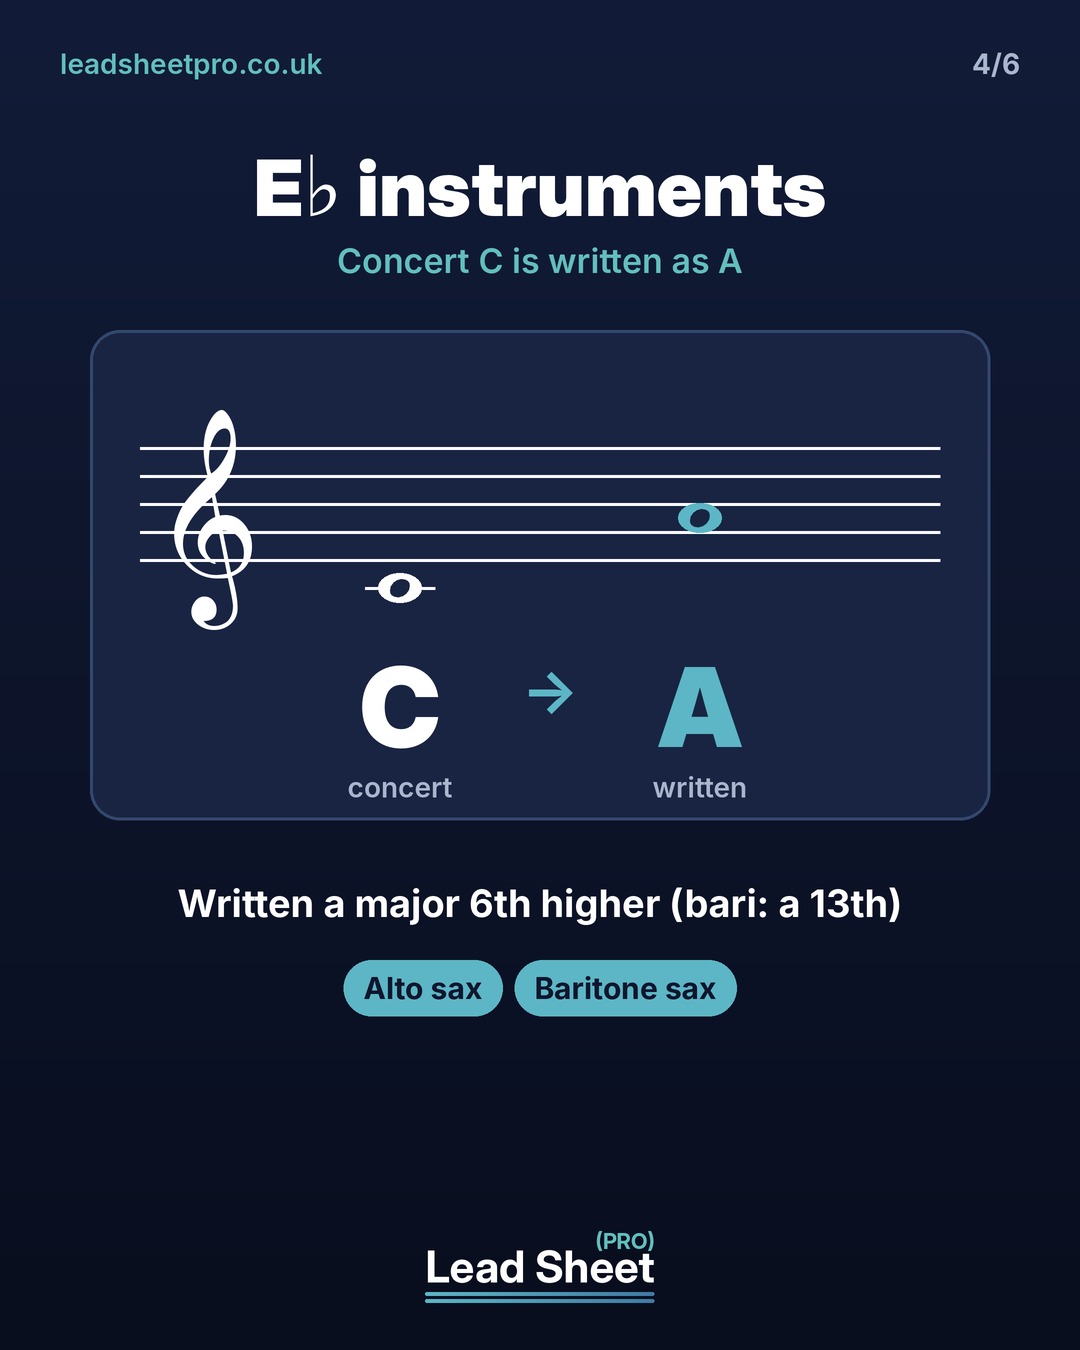 leadsheetpro.co.uk
4/6
E♭ instruments
Concert C is written as A
C → A
concert written
Written a major 6th higher (bari: a 13th)
Alto sax Baritone sax
(PRO)
Lead Sheet